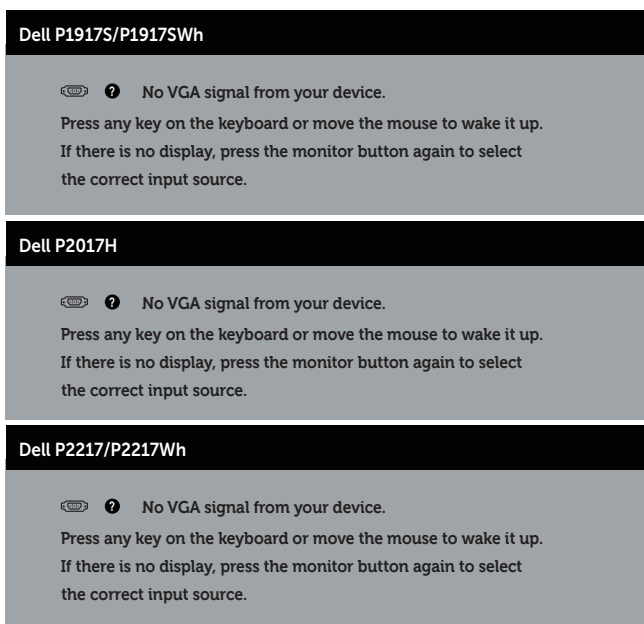 Dell P1917S/P1917SWh
No VGA signal from your device.
Press any key on the keyboard or move the mouse to wake it up.
If there is no display, press the monitor button again to select
the correct input source.
Dell P2017H
No VGA signal from your device.
Press any key on the keyboard or move the mouse to wake it up.
If there is no display, press the monitor button again to select
the correct input source.
Dell P2217/P2217Wh
No VGA signal from your device.
Press any key on the keyboard or move the mouse to wake it up.
If there is no display, press the monitor button again to select
the correct input source.